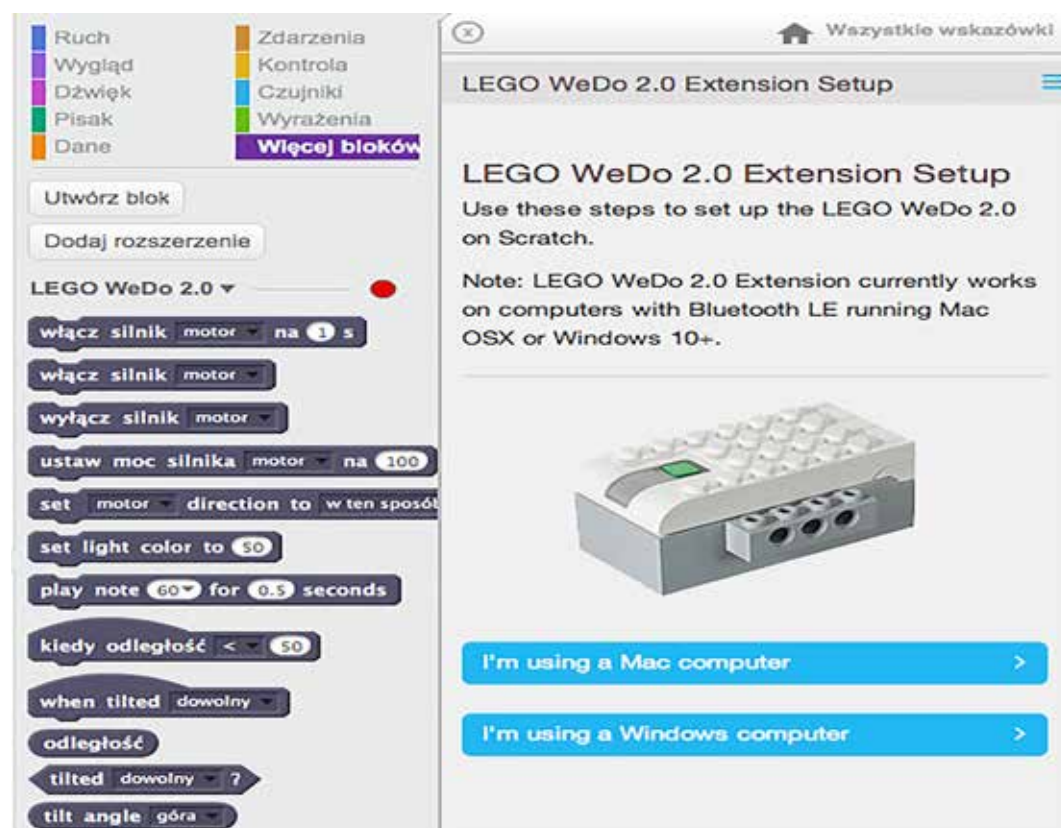 Ruch
Wygląd
Dźwięk
Pisak
Dane
Zdarzenia
Kontrola
Czujniki
Wyrażenia
Więcej bloków
Utwórz blok
Dodaj rozszerzenie
LEGO WeDo 2.0
włącz silnik motor na 1 s
włącz silnik motor
wyłącz silnik motor
ustaw moc silnika motor na 100
set motor direction to w ten sposób
set light color to 50
play note 60 for 0.5 seconds
kiedy odległość < 50
when tilted dowolny
odległość
tilted dowolny ?
tilt angle góra
Wszystkie wskazówki
LEGO WeDo 2.0 Extension Setup
LEGO WeDo 2.0 Extension Setup
Use these steps to set up the LEGO WeDo 2.0
on Scratch.
Note: LEGO WeDo 2.0 Extension currently works
on computers with Bluetooth LE running Mac
OSX or Windows 10+.
I'm using a Mac computer >
I'm using a Windows computer >